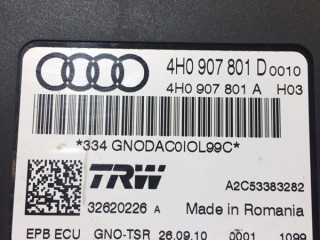 4H0 907 801 D 0010
4H0 907 801 A H03
*334 GNODAC0IOL99C*
TRW A2C53383282
32620226 A Made in Romania
EPB ECU GNO-TSR 26.09.10 0001 1099